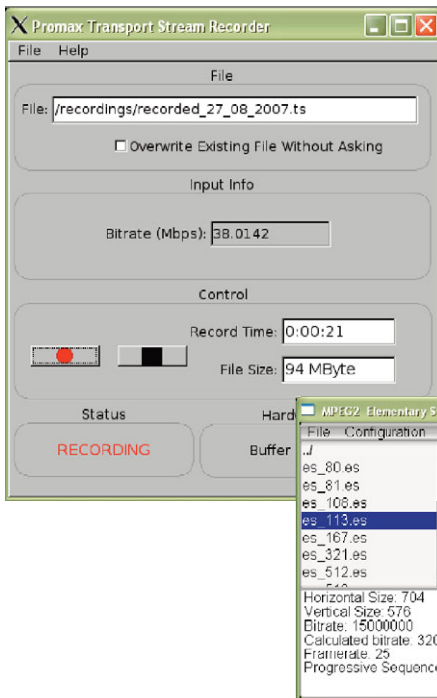 Promax Transport Stream Recorder
File Help
File
File: /recordings/recorded_27_08_2007.ts
Overwrite Existing File Without Asking
Input Info
Bitrate (Mbps): 38.0142
Control
Record Time: 0:00:21
File Size: 94 MByte
Status
RECORDING
Buffer
MPEG2 Elementary
File Configuration
../
es_80.es
es_81.es
es_108.es
es_113.es
es_167.es
es_321.es
es_512.es
Horizontal Size: 704
Vertical Size: 576
Bitrate: 15000000
Calculated bitrate: 320
Framerate: 25
Progressive Sequence